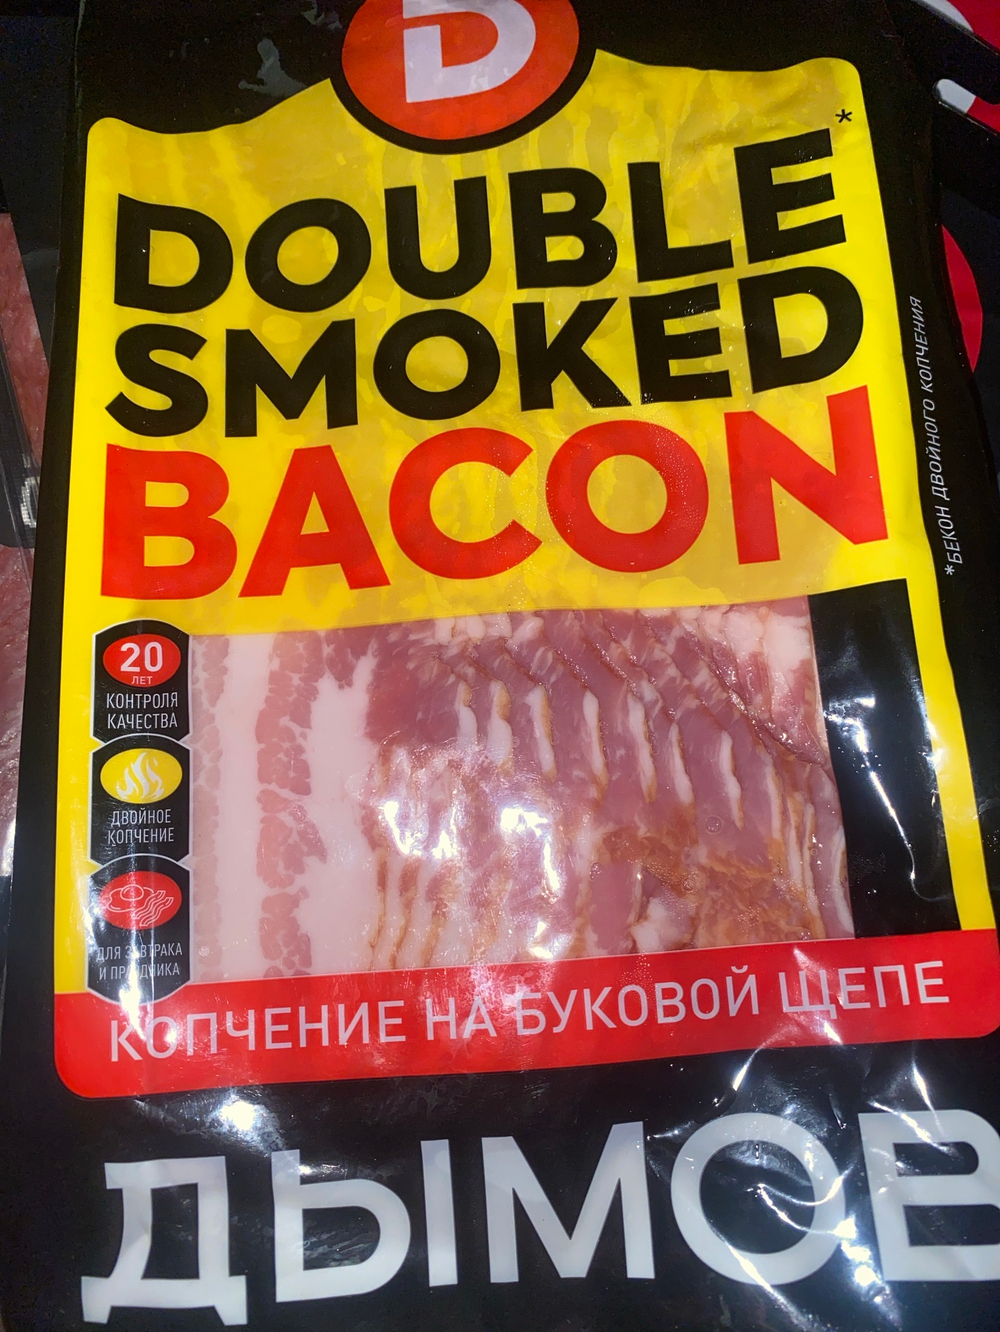 DOUBLE*
SMOKED
BACON
*БЕКОН ДВОЙНОГО КОПЧЕНИЯ
20
ЛЕТ
КОНТРОЛЯ
КАЧЕСТВА
ДВОЙНОЕ
КОПЧЕНИЕ
ДЛЯ ЗАВТРАКА
И ПРАЗДНИКА
КОПЧЕНИЕ НА БУКОВОЙ ЩЕПЕ
ДЫМОВ